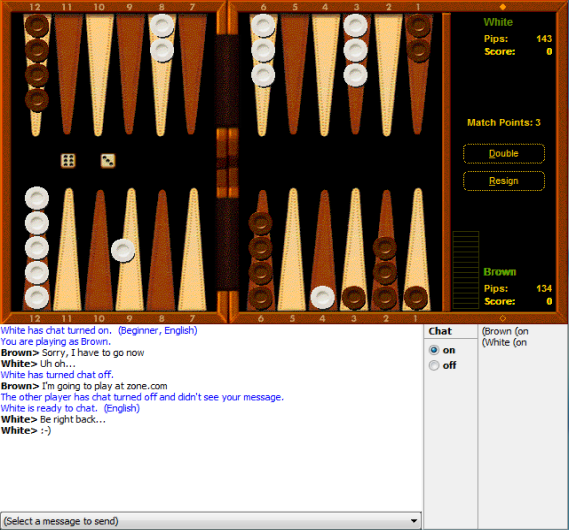 12 11 10 9 8 7 6 5 4 3 2 1
White
Pips: 143
Score: 0
Match Points: 3
Double
Resign
Brown
Pips: 134
Score: 0
12 11 10 9 8 7 6 5 4 3 2 1
White has chat turned on. (Beginner, English)
You are playing as Brown.
Brown> Sorry, I have to go now
White> Uh oh...
White has turned chat off.
Brown> I'm going to play at zone.com
The other player has chat turned off and didn't see your message.
White is ready to chat. (English)
White> Be right back...
White> :-)
(Select a message to send)
Chat
on
off
(Brown (on
(White (on